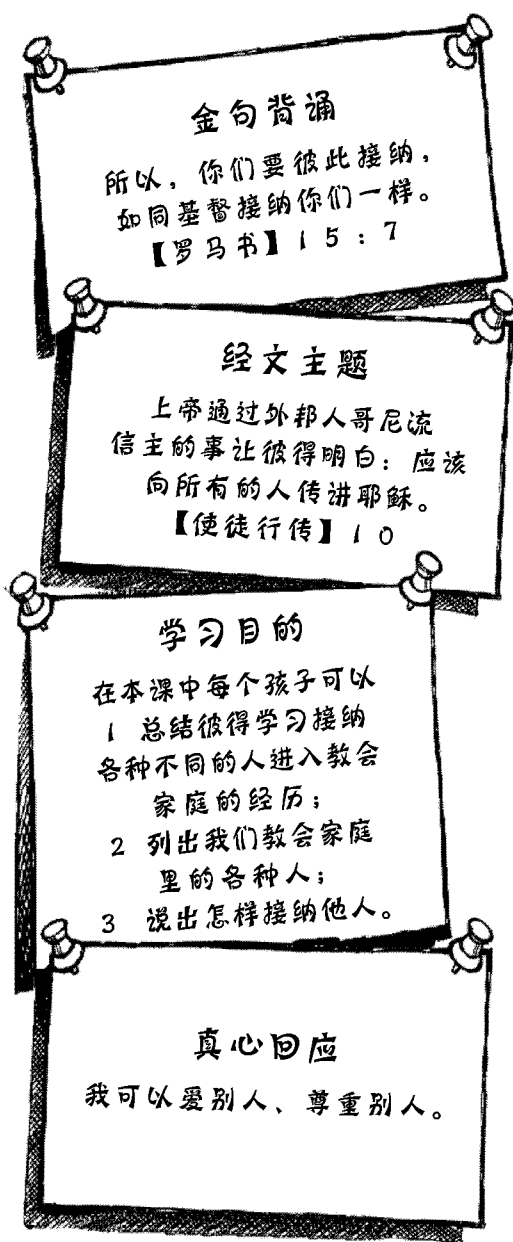 金句背诵
所以，你们要彼此接纳，
如同基督接纳你们一样。
【罗马书】15：7
经文主题
上帝通过外邦人哥尼流
信主的事让彼得明白：应该
向所有的人传讲耶稣。
【使徒行传】10
学习目的
在本课中每个孩子可以
1 总结彼得学习接纳
各种不同的人进入教会
家庭的经历；
2 列出我们教会家庭
里的各种人；
3 说出怎样接纳他人。
真心回应
我可以爱别人、尊重别人。